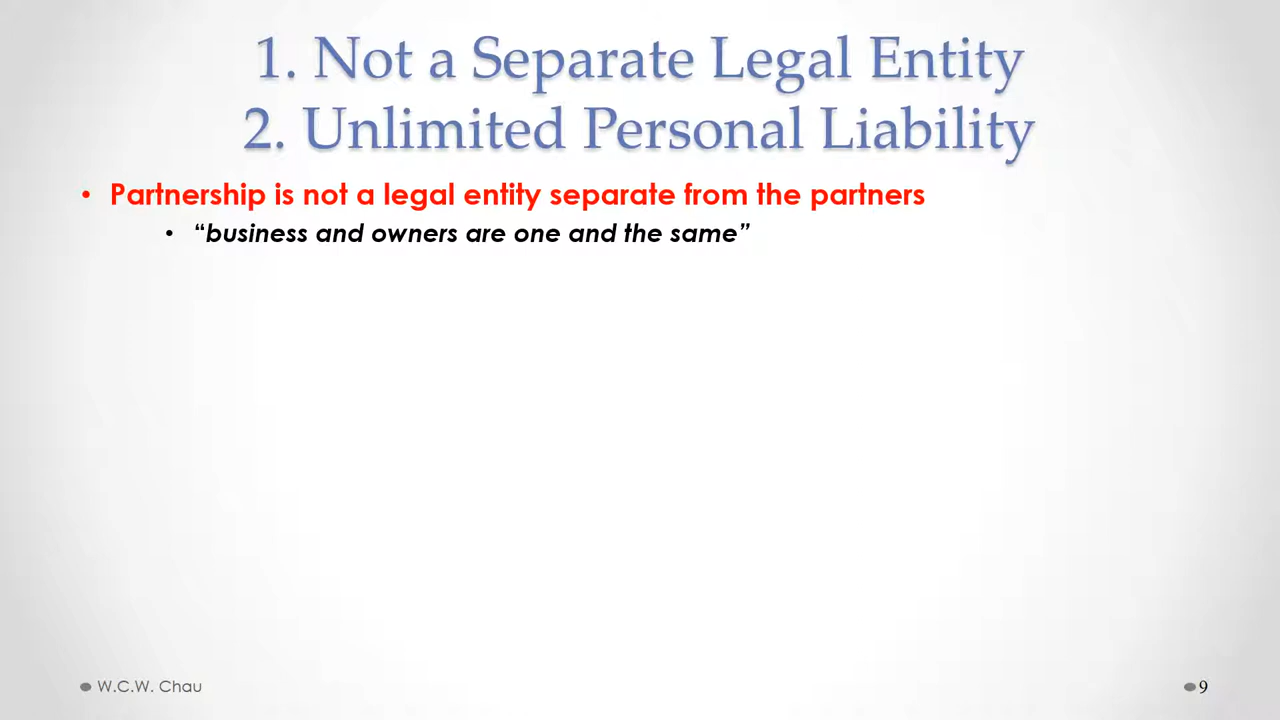 1. Not a Separate Legal Entity
2. Unlimited Personal Liability
• Partnership is not a legal entity separate from the partners
• “business and owners are one and the same”
W.C.W. Chau
9